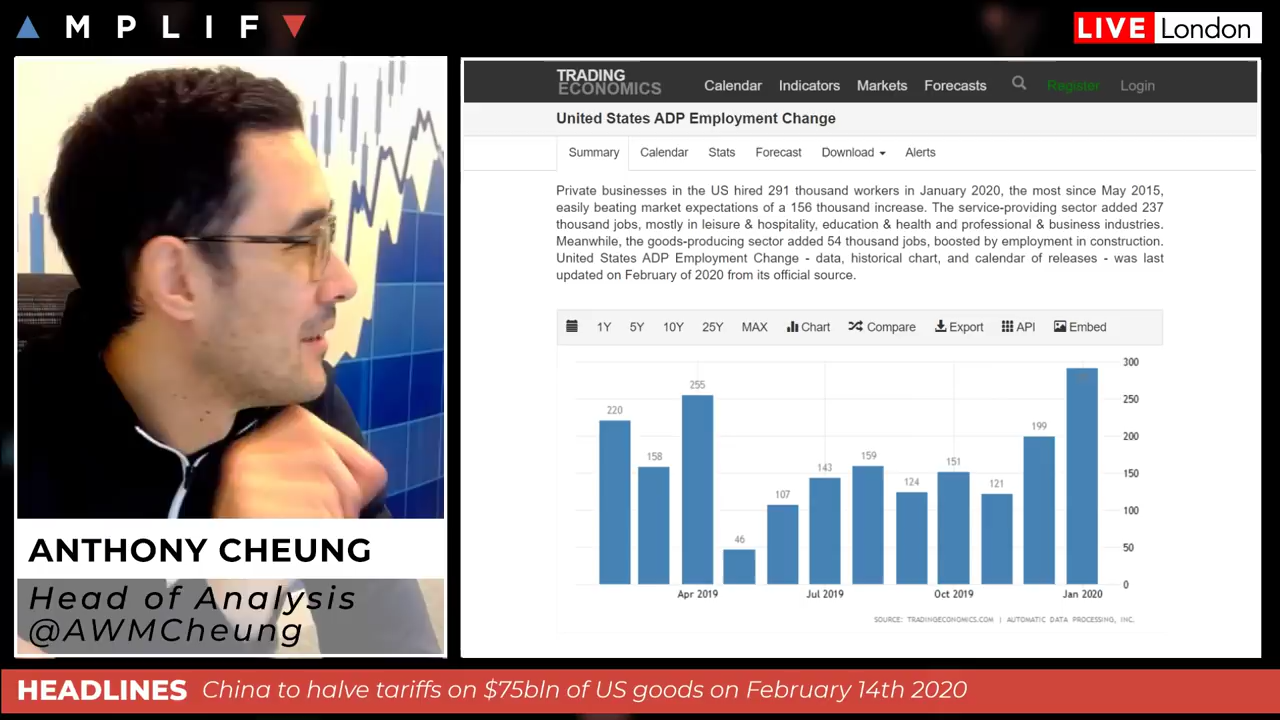 AMPLIFY
LIVE London
TRADING
ECONOMICS
Calendar Indicators Markets Forecasts Register Login
United States ADP Employment Change
Summary Calendar Stats Forecast Download Alerts
Private businesses in the US hired 291 thousand workers in January 2020, the most since May 2015,
easily beating market expectations of a 156 thousand increase. The service-providing sector added 237
thousand jobs, mostly in leisure & hospitality, education & health and professional & business industries.
Meanwhile, the goods-producing sector added 54 thousand jobs, boosted by employment in construction.
United States ADP Employment Change - data, historical chart, and calendar of releases - was last
updated on February of 2020 from its official source.
1Y 5Y 10Y 25Y MAX Chart Compare Export API Embed
220
158
255
46
107
143
159
124
151
121
199
300
250
200
150
100
50
0
Apr 2019 Jul 2019 Oct 2019 Jan 2020
SOURCE: TRADINGECONOMICS.COM | AUTOMATIC DATA PROCESSING, INC.
ANTHONY CHEUNG
Head of Analysis
@AWMCheung
HEADLINES China to halve tariffs on $75bln of US goods on February 14th 2020